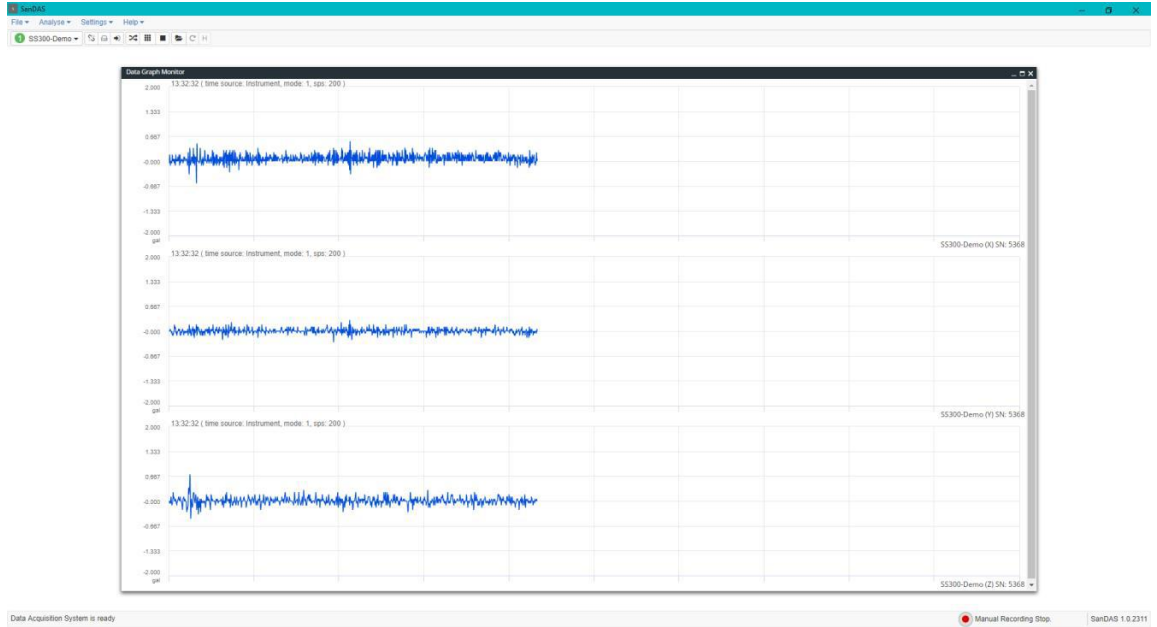 SanDAS
File Analyse Settings Help
1 SS300-Demo H
Data Graph Monitor
13:32:32 ( time source: Instrument, mode: 1, sps: 200 )
2.000
1.333
0.667
-0.000
-0.667
-1.333
-2.000
gal
SS300-Demo (X) SN: 5368
13:32:32 ( time source: Instrument, mode: 1, sps: 200 )
2.000
1.333
0.667
-0.000
-0.667
-1.333
-2.000
gal
SS300-Demo (Y) SN: 5368
13:32:32 ( time source: Instrument, mode: 1, sps: 200 )
2.000
1.333
0.667
-0.000
-0.667
-1.333
-2.000
gal
SS300-Demo (Z) SN: 5368
Data Acquisition System is ready Manual Recording Stop. SanDAS 1.0.2311